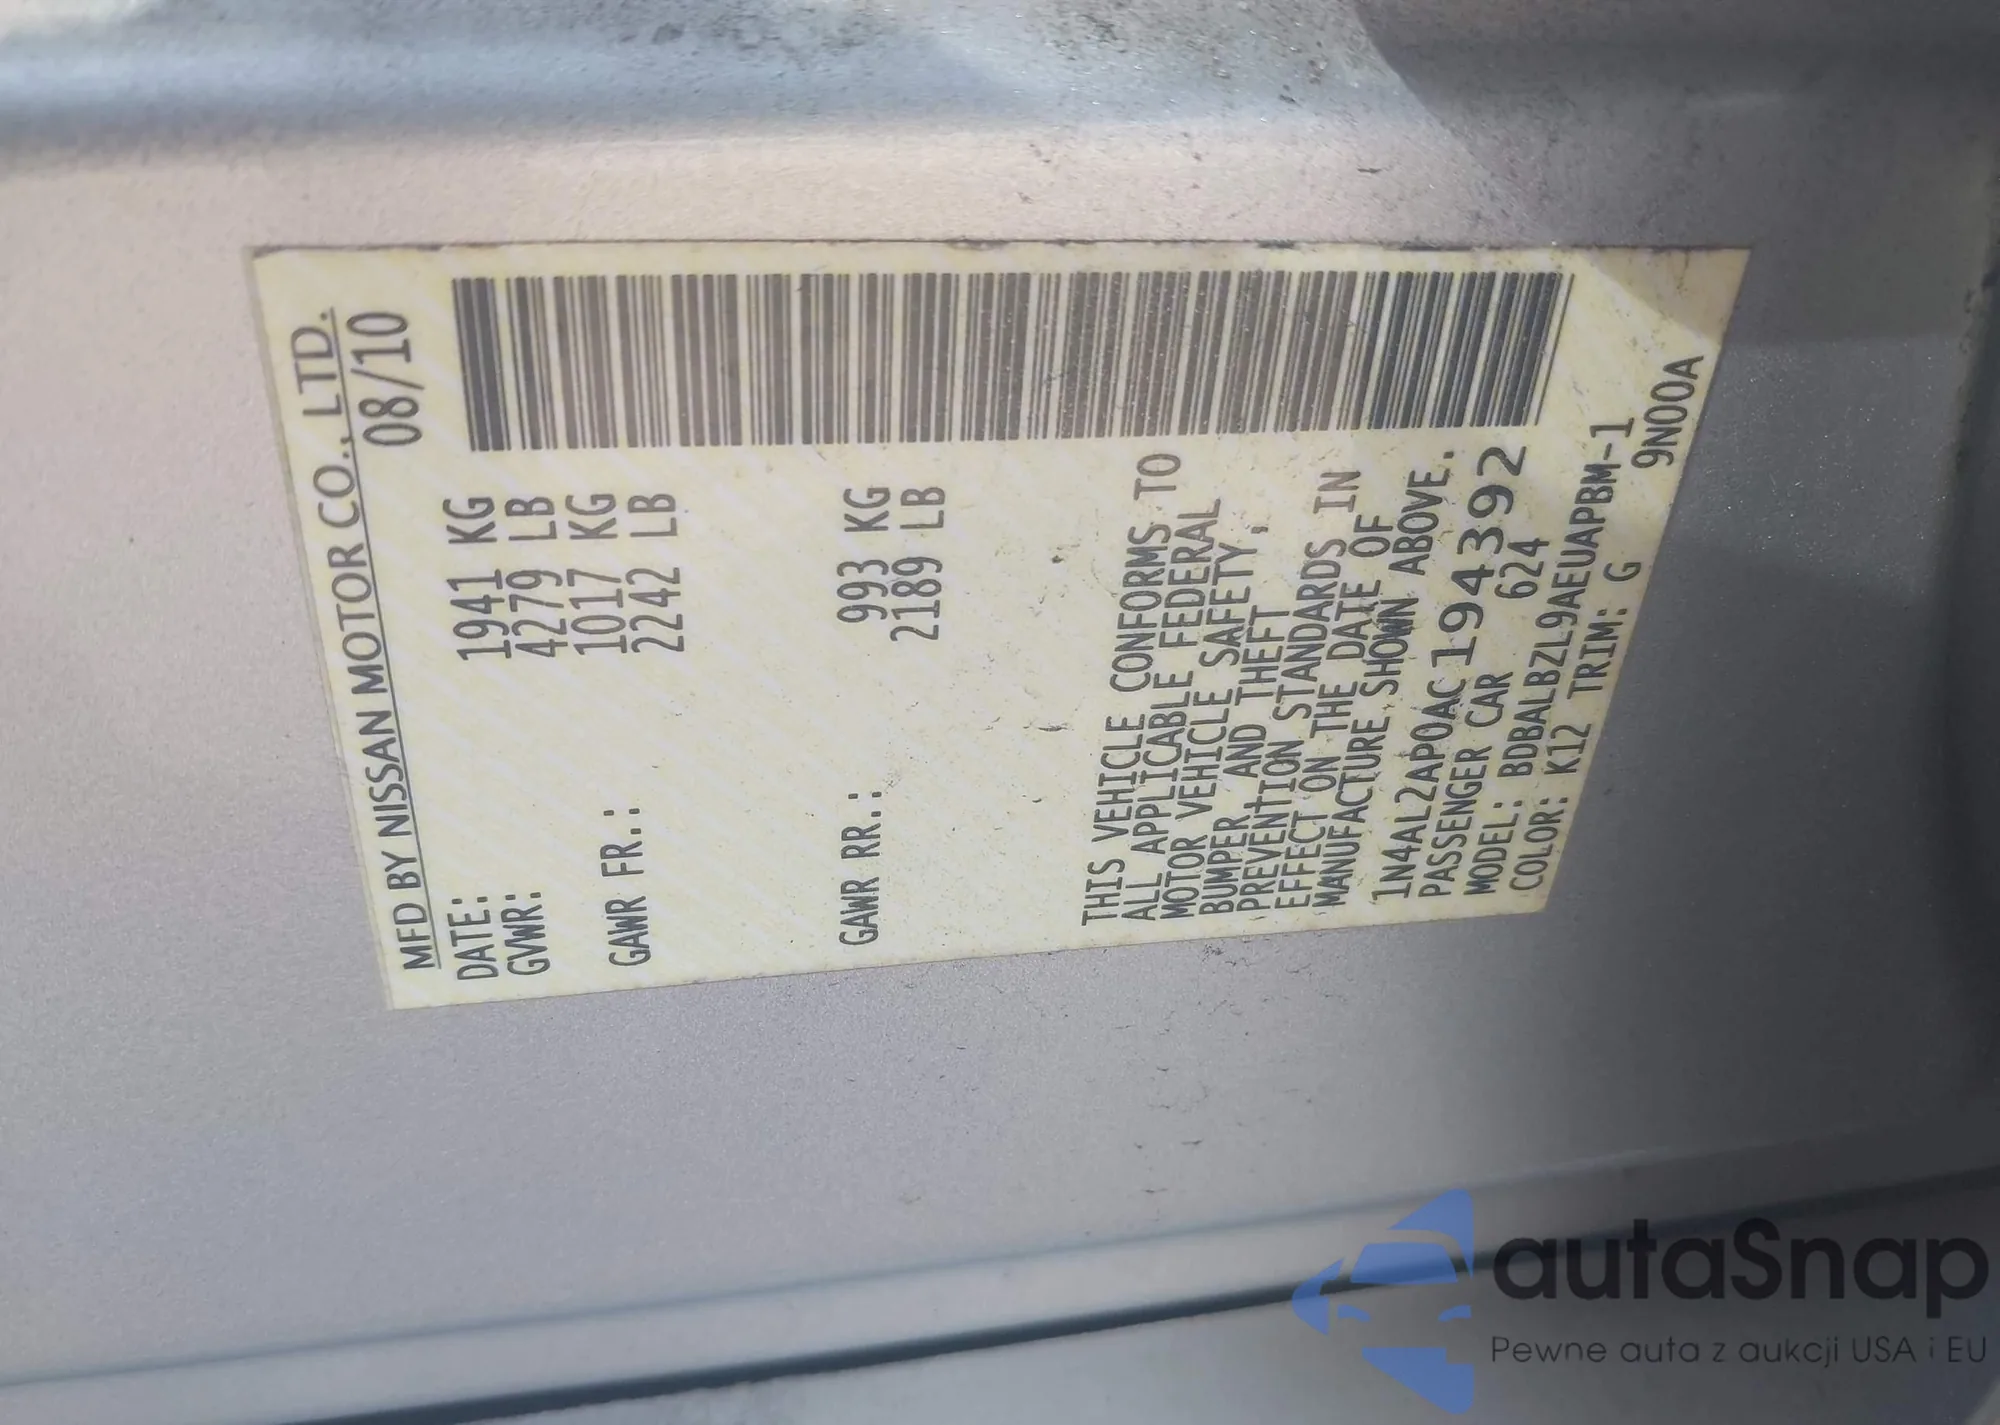 MFD BY NISSAN MOTOR CO., LTD.
DATE: 08/10
GVWR: 1941 KG
4279 LB
GAWR FR.: 1017 KG
2242 LB
GAWR RR.: 993 KG
2189 LB
THIS VEHICLE CONFORMS TO
ALL APPLICABLE FEDERAL
MOTOR VEHICLE SAFETY,
BUMPER AND THEFT
PREVENTION STANDARDS IN
EFFECT ON THE DATE OF
MANUFACTURE SHOWN ABOVE.
1N4AL2AP0AC194392
PASSENGER CAR 624
MODEL: BDBALBZL9AEUAPBM-1
COLOR: K12 TRIM: G 9N00A
autaSnap
Pewne auta z aukcji USA i EU